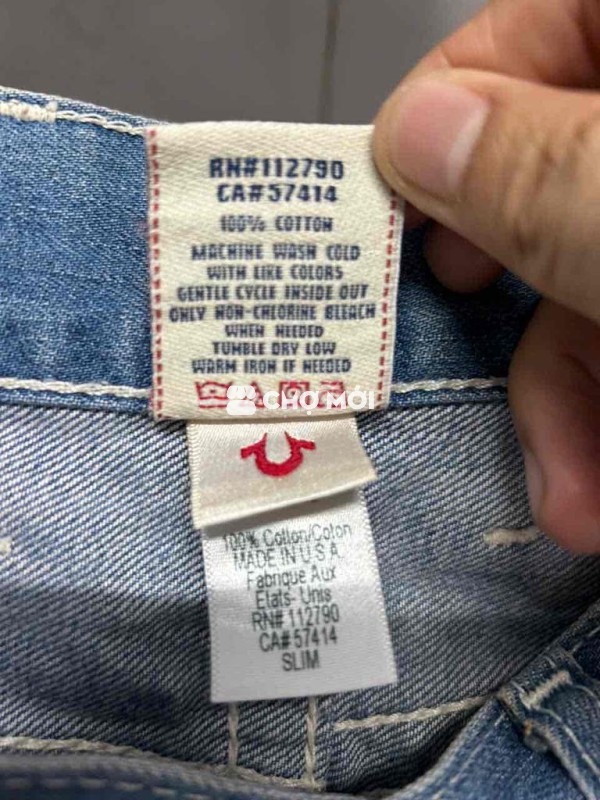 RN#112790
CA#57414
100% COTTON
MACHINE WASH COLD
WITH LIKE COLORS
GENTLE CYCLE INSIDE OUT
ONLY NON-CHLORINE BLEACH
WHEN NEEDED
TUMBLE DRY LOW
WARM IRON IF NEEDED
CHỢ MỚI
100% Cotton/Coton
MADE IN U.S.A.
Fabrique Aux
Etats- Unis
RN# 112790
CA# 57414
SLIM